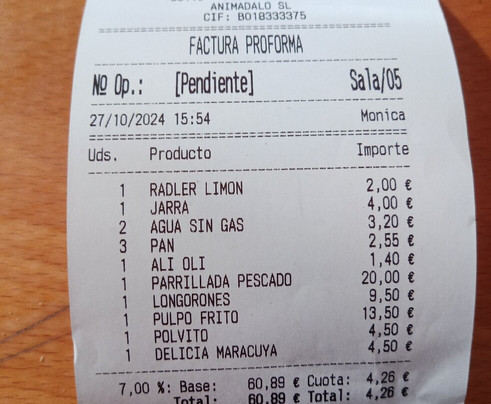 ANIMADALO SL
CIF: B018333375
FACTURA PROFORMA
Nº Op.: [Pendiente] Sala/05
27/10/2024 15:54 Monica
Uds. Producto Importe
1 RADLER LIMON 2,00 €
1 JARRA 4,00 €
2 AGUA SIN GAS 3,20 €
3 PAN 2,55 €
1 ALI OLI 1,40 €
1 PARRILLADA PESCADO 20,00 €
1 LONGORONES 9,50 €
1 PULPO FRITO 13,50 €
1 POLVITO 4,50 €
1 DELICIA MARACUYA 4,50 €
7,00 %: Base: 60,89 € Cuota: 4,26 €
Total: 60,89 € Total: 4,26 €